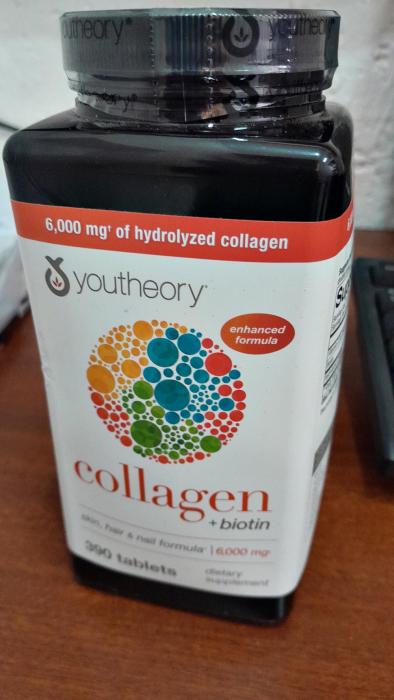 youtheory®
youtheory®
6,000 mg† of hydrolyzed collagen
youtheory®
enhanced
formula
collagen
+ biotin
skin, hair & nail formula* | 6,000 mg†
390 tablets
dietary
supplement